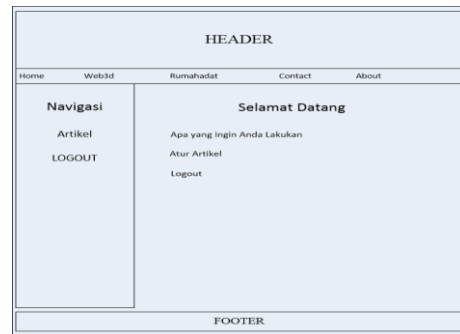 HEADER
Home Web3d Rumahadat Contact About
Navigasi
Artikel
LOGOUT
Selamat Datang
Apa yang ingin Anda Lakukan
Atur Artikel
Logout
FOOTER